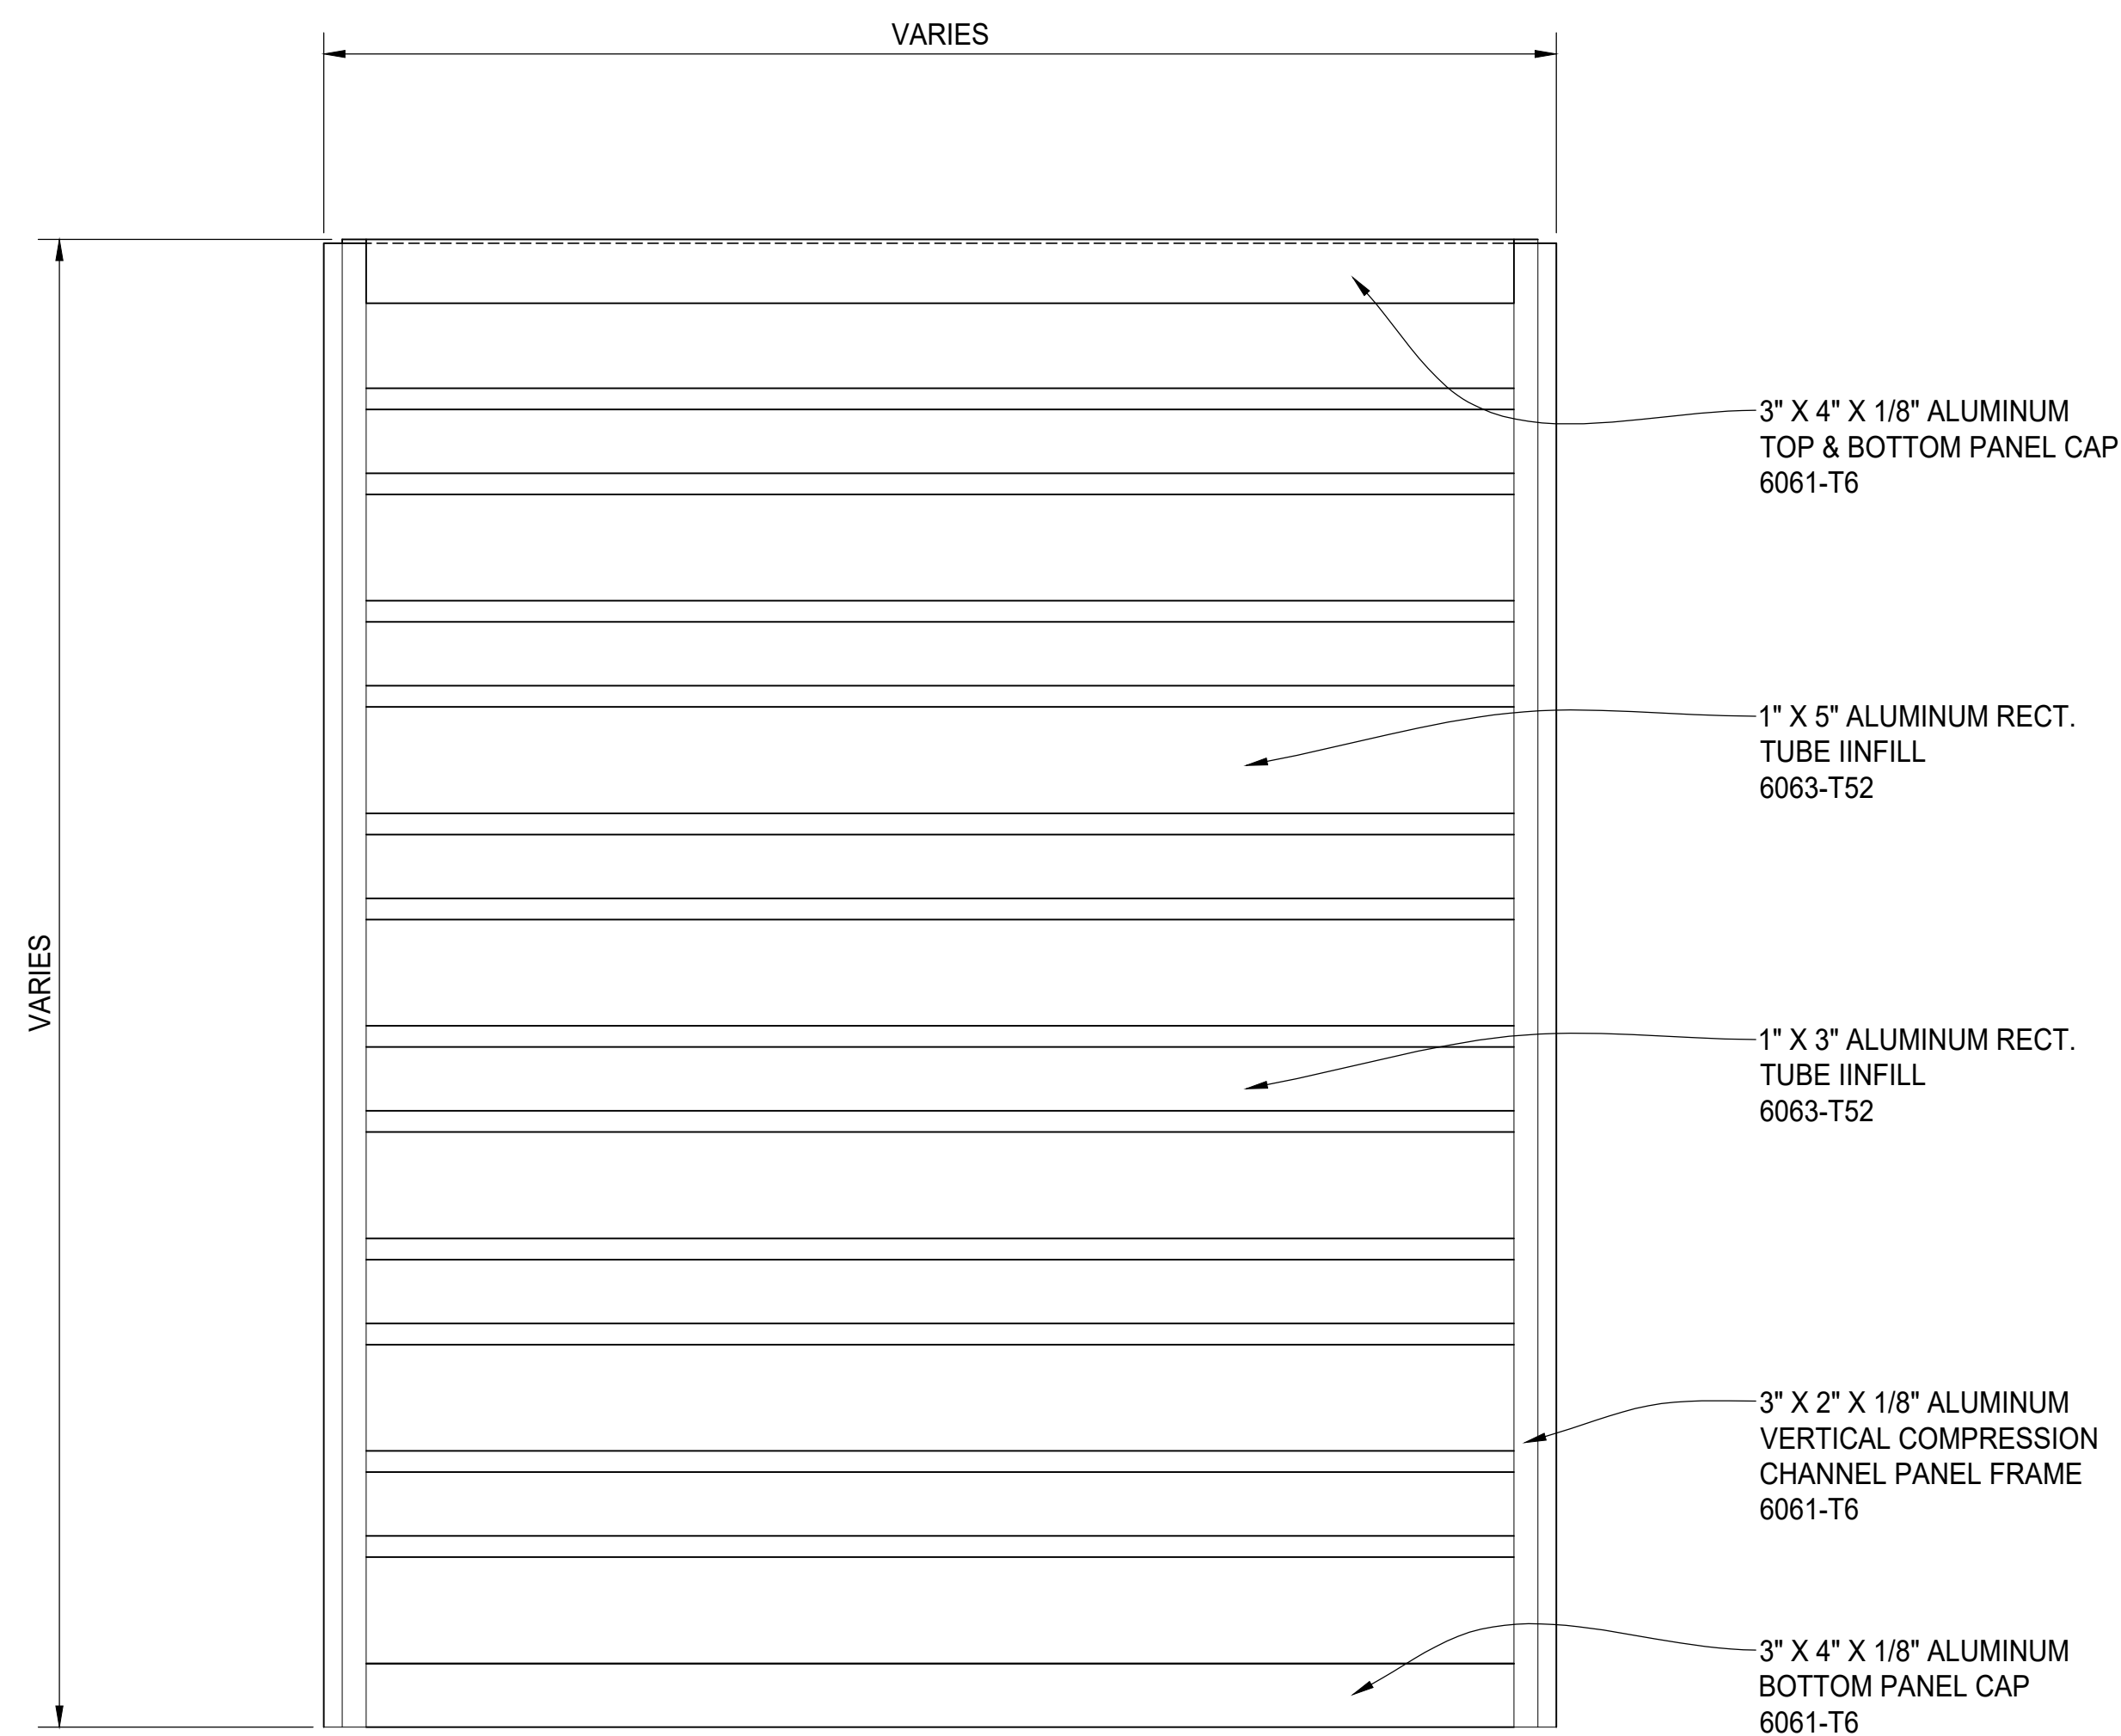 VARIES
3" X 4" X 1/8" ALUMINUM
TOP & BOTTOM PANEL CAP
6061-T6
1" X 5" ALUMINUM RECT.
TUBE IINFILL
6063-T52
VARIES
1" X 3" ALUMINUM RECT.
TUBE IINFILL
6063-T52
3" X 2" X 1/8" ALUMINUM
VERTICAL COMPRESSION
CHANNEL PANEL FRAME
6061-T6
3" X 4" X 1/8" ALUMINUM
BOTTOM PANEL CAP
6061-T6